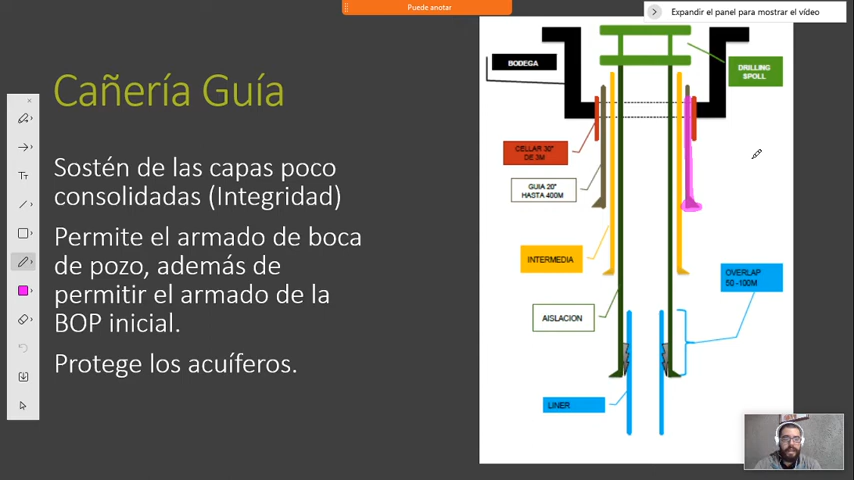 Puede anotar
Expandir el panel para mostrar el vídeo
Cañería Guía
Sostén de las capas poco
consolidadas (Integridad)
Permite el armado de boca
de pozo, además de
permitir el armado de la
BOP inicial.
Protege los acuíferos.
BODEGA
DRILLING
SPOLL
CELLAR 30"
DE 3M
GUIA 20"
HASTA 400M
INTERMEDIA
OVERLAP
50 -100M
AISLACION
LINER
Tт